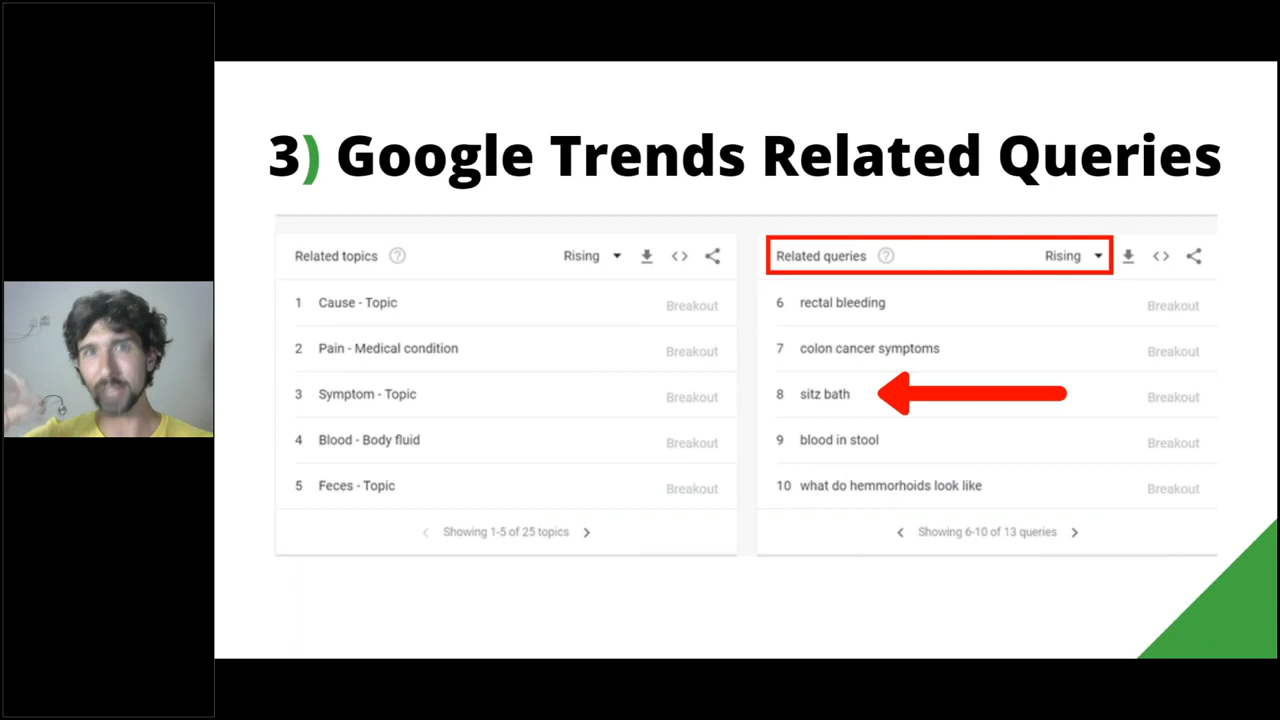 3) Google Trends Related Queries
Related topics
Rising
1 Cause - Topic Breakout
2 Pain - Medical condition Breakout
3 Symptom - Topic Breakout
4 Blood - Body fluid Breakout
5 Feces - Topic Breakout
Showing 1-5 of 25 topics
Related queries
Rising
6 rectal bleeding Breakout
7 colon cancer symptoms Breakout
8 sitz bath Breakout
9 blood in stool Breakout
10 what do hemmorhoids look like Breakout
Showing 6-10 of 13 queries